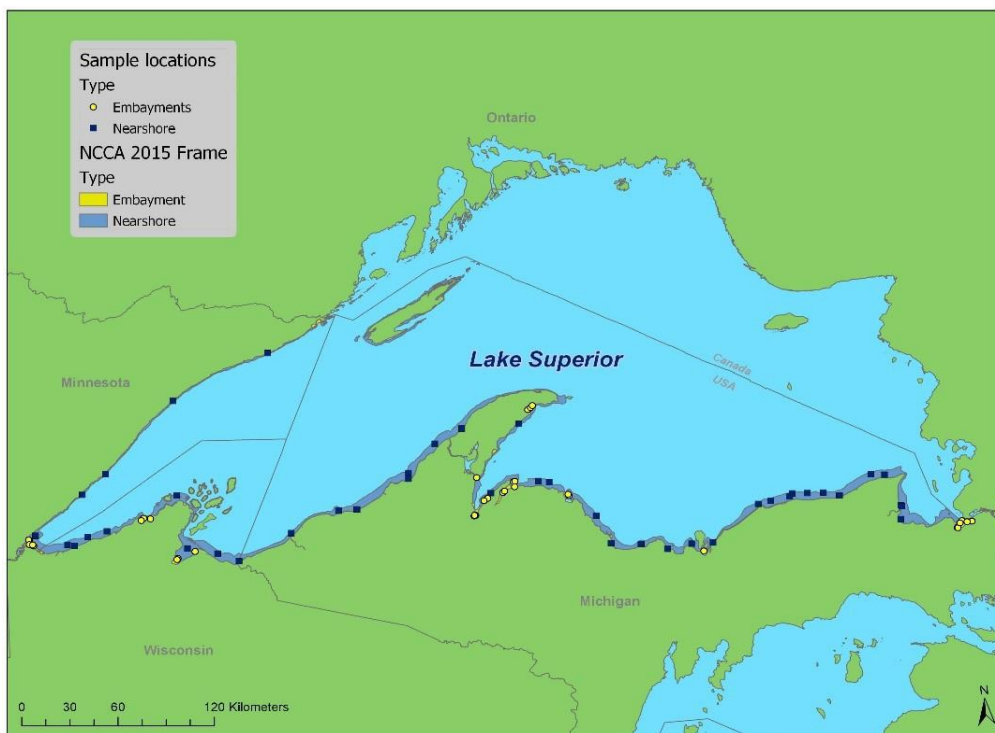 Sample locations
Type
Embayments
Nearshore
NCCA 2015 Frame
Type
Embayment
Nearshore
Ontario
Lake Superior
Canada
USA
Minnesota
Michigan
Wisconsin
0 30 60 120 Kilometers
N